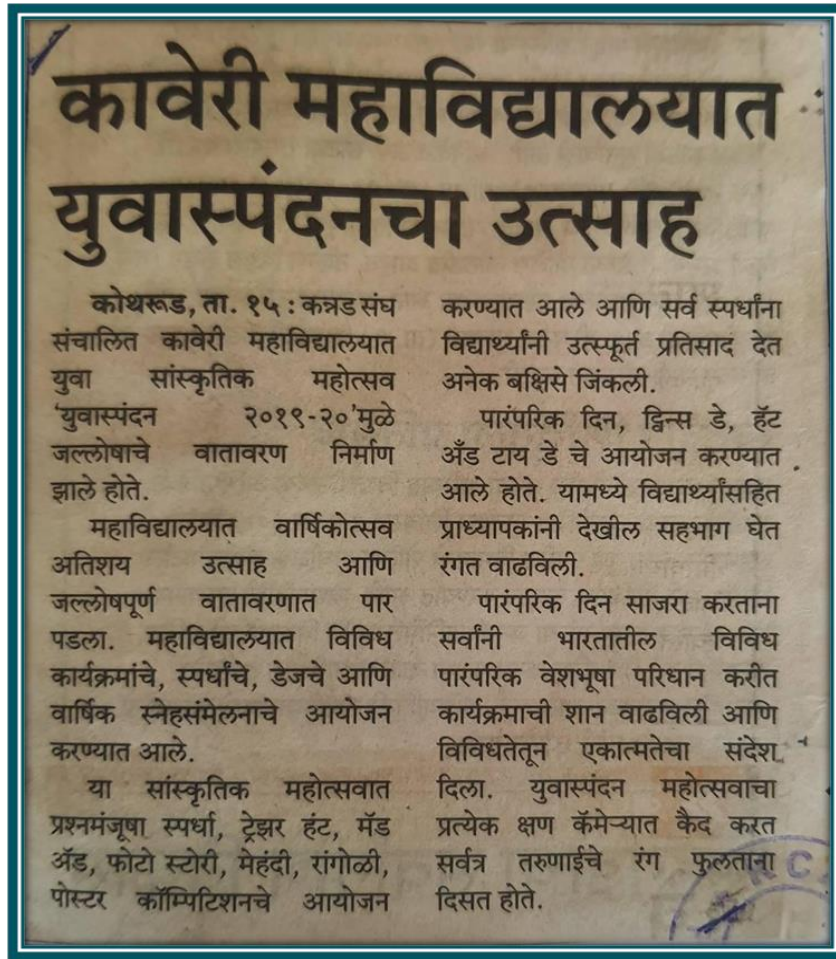 कावेरी महाविद्यालयात
युवास्पंदनचा उत्साह
कोथरूड, ता. १५ : कन्नड संघ
संचालित कावेरी महाविद्यालयात
युवा सांस्कृतिक महोत्सव
'युवास्पंदन २०१९-२०'मुळे
जल्लोषाचे वातावरण निर्माण
झाले होते.
महाविद्यालयात वार्षिकोत्सव
अतिशय उत्साह आणि
जल्लोषपूर्ण वातावरणात पार
पडला. महाविद्यालयात विविध
कार्यक्रमांचे, स्पर्धांचे, डेजचे आणि
वार्षिक स्नेहसंमेलनाचे आयोजन
करण्यात आले.
या सांस्कृतिक महोत्सवात
प्रश्नमंजूषा स्पर्धा, ट्रेझर हंट, मॅड
ॲड, फोटो स्टोरी, मेहंदी, रांगोळी,
पोस्टर कॉम्पिटिशनचे आयोजन
करण्यात आले आणि सर्व स्पर्धांना
विद्यार्थ्यांनी उत्स्फूर्त प्रतिसाद देत
अनेक बक्षिसे जिंकली.
पारंपरिक दिन, ट्विन्स डे, हॅट
अँड टाय डे चे आयोजन करण्यात
आले होते. यामध्ये विद्यार्थ्यांसहित
प्राध्यापकांनी देखील सहभाग घेत
रंगत वाढविली.
पारंपरिक दिन साजरा करताना
सर्वांनी भारतातील विविध
पारंपरिक वेशभूषा परिधान करीत
कार्यक्रमाची शान वाढविली आणि
विविधतेतून एकात्मतेचा संदेश
दिला. युवास्पंदन महोत्सवाचा
प्रत्येक क्षण कॅमेऱ्यात कैद करत
सर्वत्र तरुणाईचे रंग फुलताना
दिसत होते.